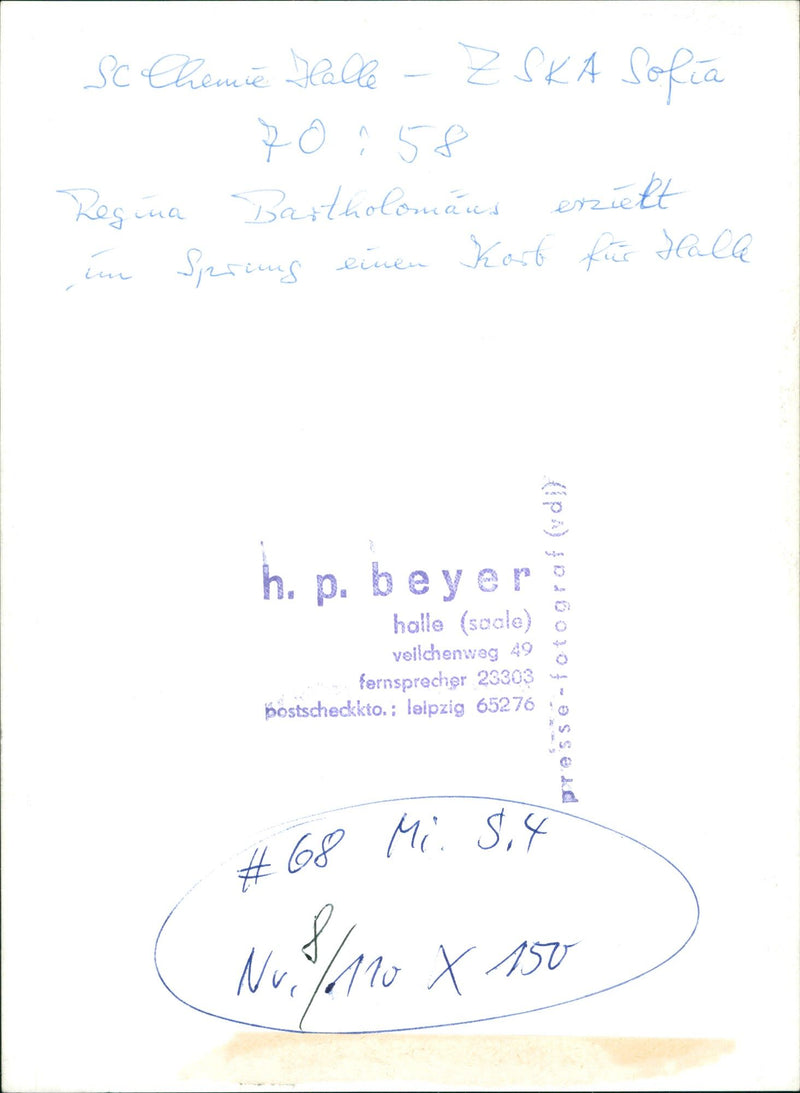 SC Chemie Halle – ZSKA Sofia
70 : 58
Regina Bartholomäus erzielt
im Sprung einen Korb für Halle
h. p. beyer
halle (saale)
veilchenweg 49
fernsprecher 23303
postscheckkto.: leipzig 65276
presse-fotograf (vdj)
# 68 Mi. S. 4
Nr. 8/110 X 150